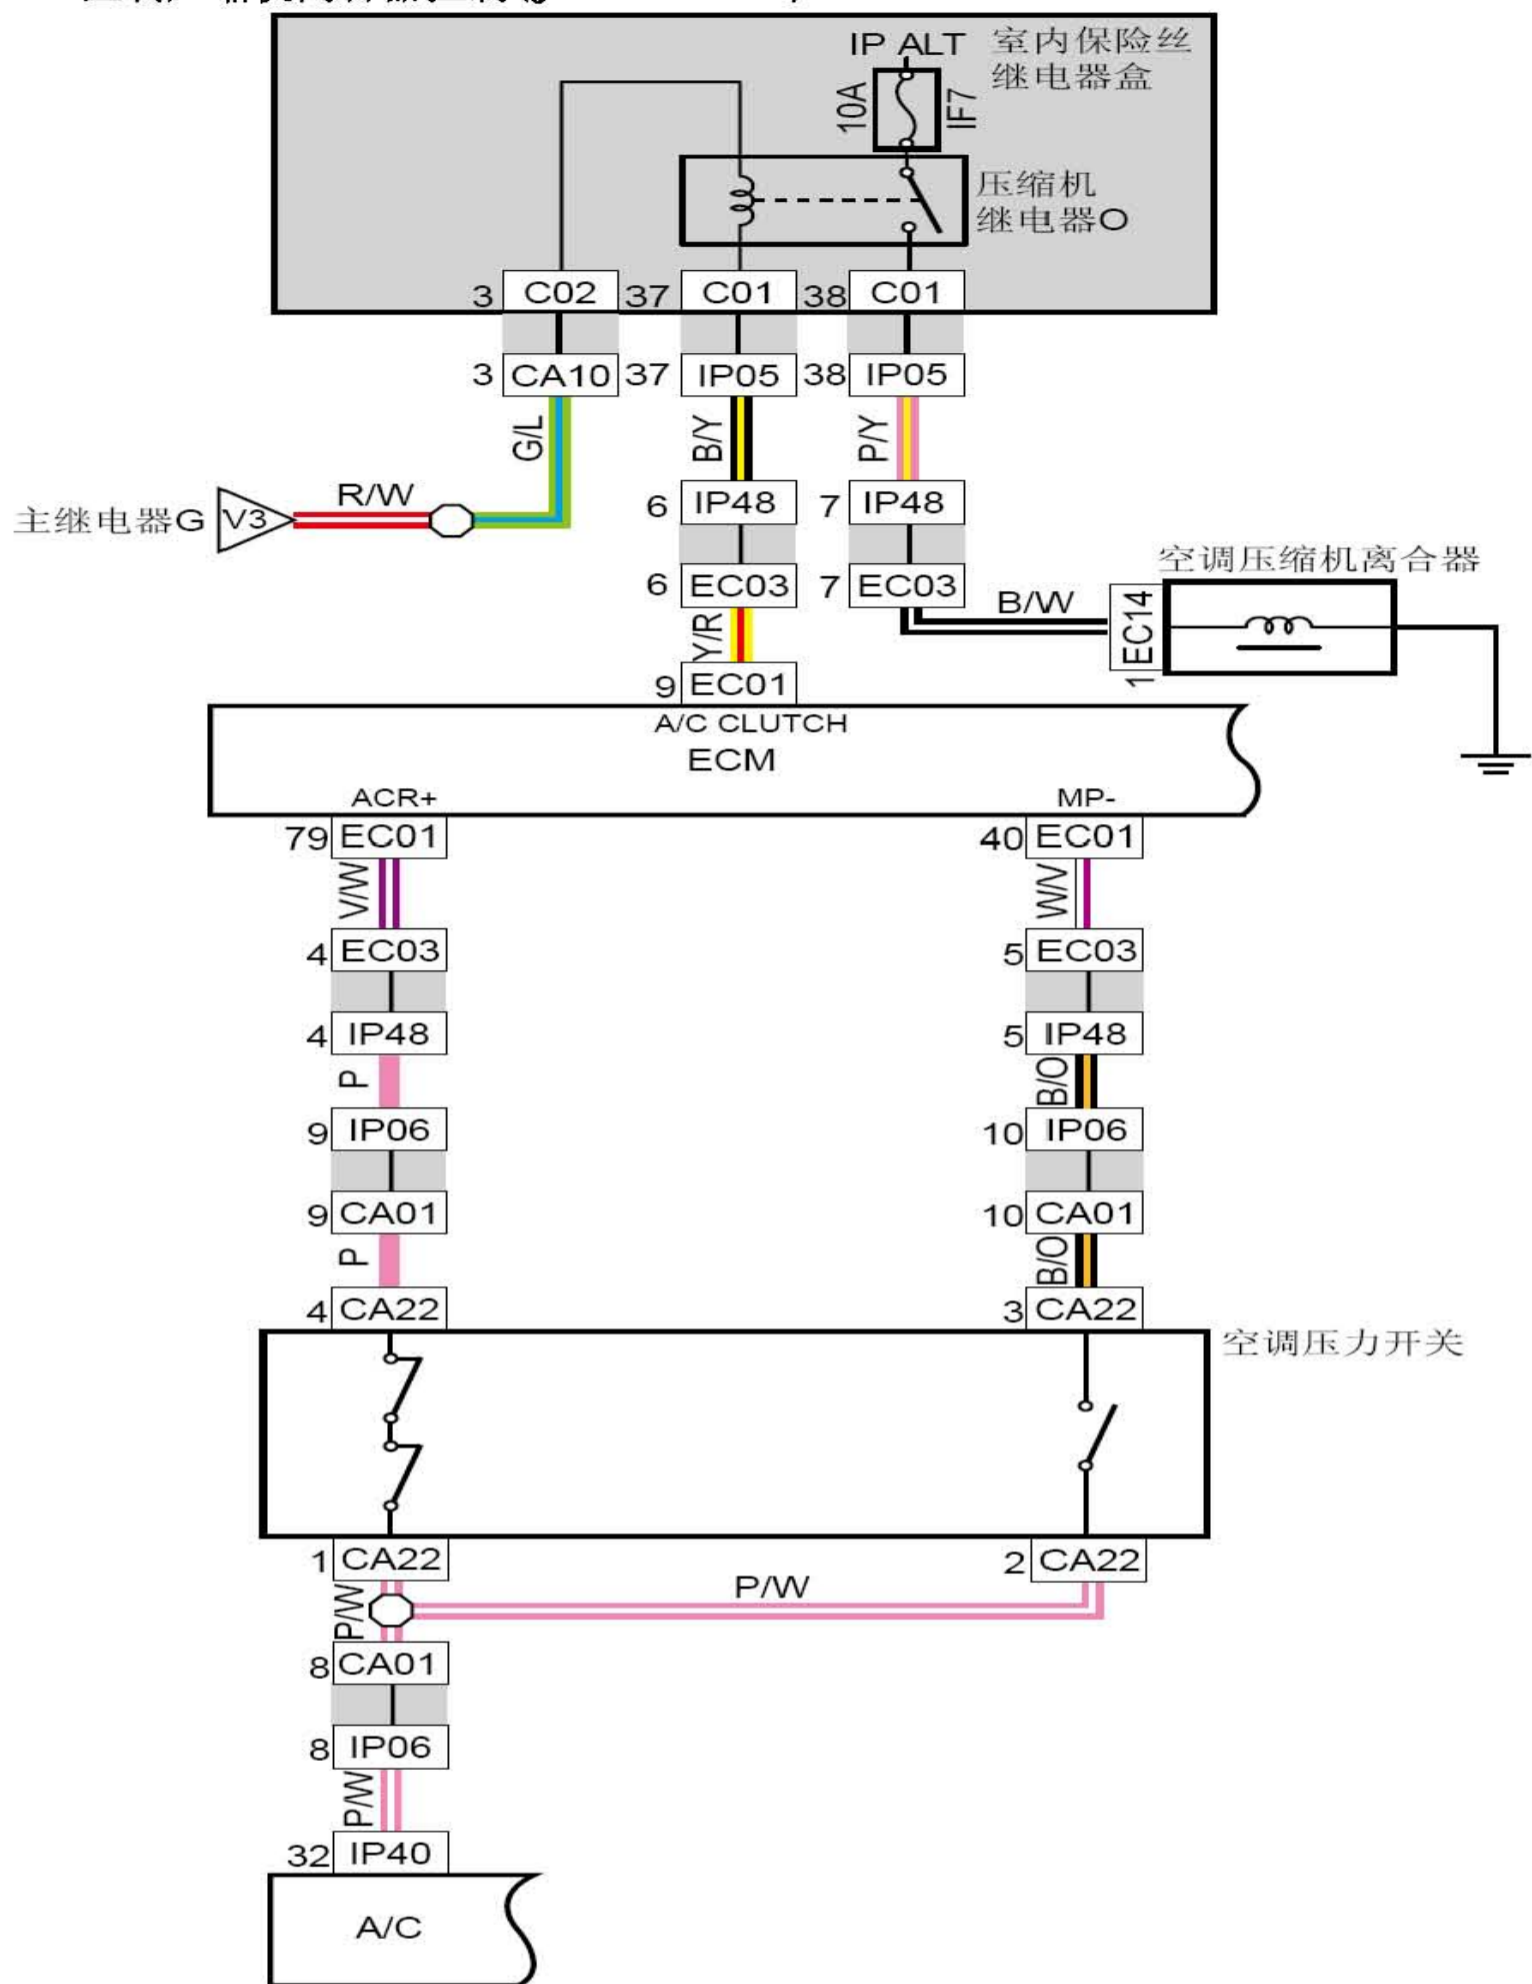 IP ALT
室内保险丝
继电器盒
10A
IF7
压缩机
继电器O
3 C02 37 C01 38 C01
3 CA10 37 IP05 38 IP05
G/L
B/Y
P/Y
主继电器G V3 R/W
6 IP48 7 IP48
空调压缩机离合器
6 EC03 7 EC03
B/W
1 EC14
Y/R
9 EC01
A/C CLUTCH
ECM
ACR+ MP-
79 EC01 40 EC01
V/W W/V
4 EC03 5 EC03
4 IP48 5 IP48
P B/O
9 IP06 10 IP06
9 CA01 10 CA01
P B/O
4 CA22 3 CA22
空调压力开关
1 CA22 2 CA22
P/W P/W
8 CA01
8 IP06
P/W
32 IP40
A/C